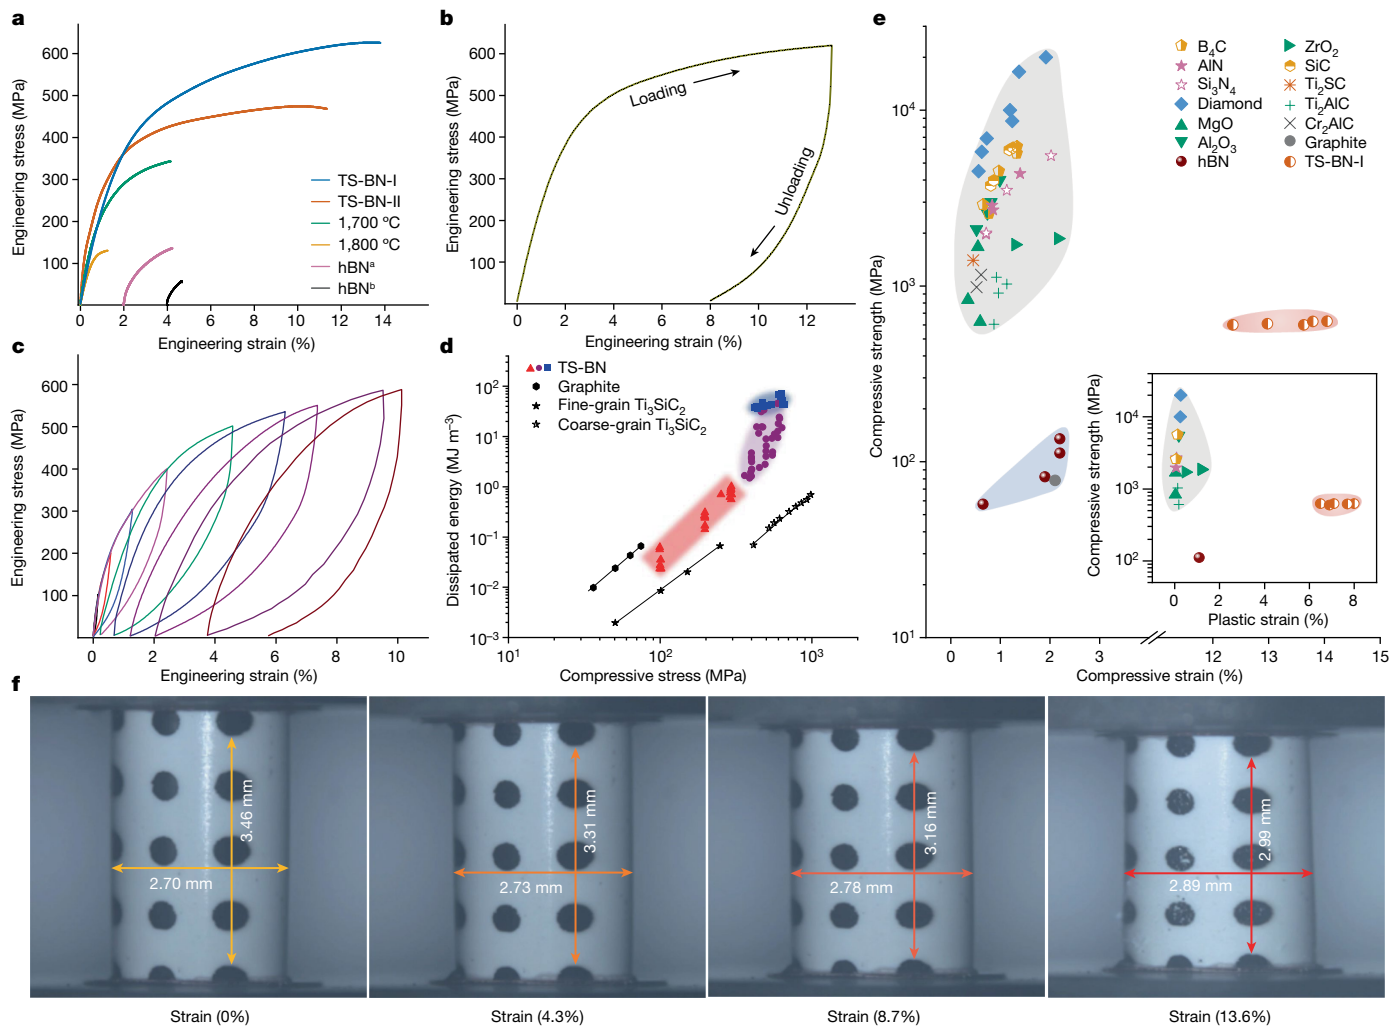 a
Engineering stress (MPa)
600
500
400
300
200
100
0
2
4
6
8
10
12
14
Engineering strain (%)
TS-BN-I
TS-BN-II
1,700 ºC
1,800 ºC
hBNᵃ
hBNᵇ
b
Engineering stress (MPa)
600
500
400
300
200
100
0
2
4
6
8
10
12
Engineering strain (%)
Loading
Unloading
c
Engineering stress (MPa)
600
500
400
300
200
100
0
2
4
6
8
10
Engineering strain (%)
d
Dissipated energy (MJ m⁻³)
10²
10¹
10⁰
10⁻¹
10⁻²
10⁻³
10¹
10²
10³
Compressive stress (MPa)
TS-BN
Graphite
Fine-grain Ti₃SiC₂
Coarse-grain Ti₃SiC₂
e
Compressive strength (MPa)
10⁴
10³
10²
10¹
0
1
2
3
12
13
14
15
Compressive strain (%)
B₄C
AlN
Si₃N₄
Diamond
MgO
Al₂O₃
hBN
ZrO₂
SiC
Ti₂SC
Ti₂AlC
Cr₂AlC
Graphite
TS-BN-I
Compressive strength (MPa)
10⁴
10³
10²
0
2
4
6
8
Plastic strain (%)
f
3.46 mm
2.70 mm
Strain (0%)
3.31 mm
2.73 mm
Strain (4.3%)
3.16 mm
2.78 mm
Strain (8.7%)
2.99 mm
2.89 mm
Strain (13.6%)